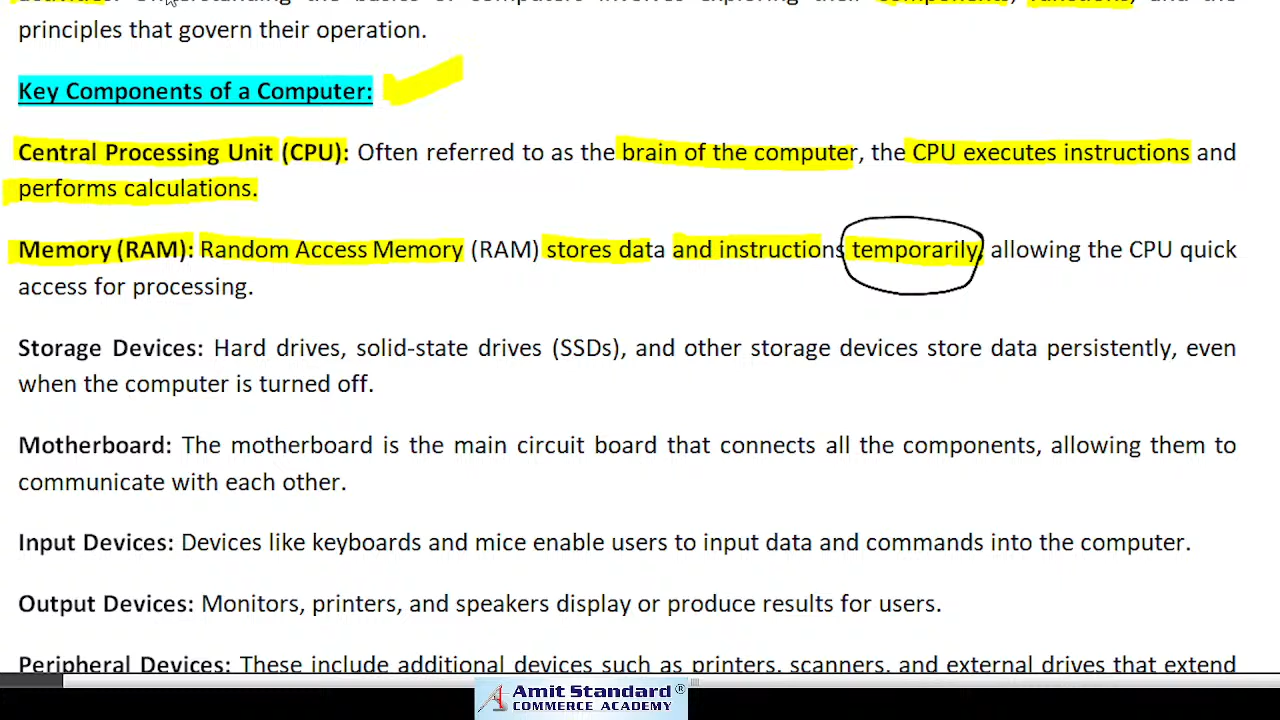 principles that govern their operation.
Key Components of a Computer:
Central Processing Unit (CPU): Often referred to as the brain of the computer, the CPU executes instructions and
performs calculations.
Memory (RAM): Random Access Memory (RAM) stores data and instructions temporarily, allowing the CPU quick
access for processing.
Storage Devices: Hard drives, solid-state drives (SSDs), and other storage devices store data persistently, even
when the computer is turned off.
Motherboard: The motherboard is the main circuit board that connects all the components, allowing them to
communicate with each other.
Input Devices: Devices like keyboards and mice enable users to input data and commands into the computer.
Output Devices: Monitors, printers, and speakers display or produce results for users.
Peripheral Devices: These include additional devices such as printers, scanners, and external drives that extend
Amit Standard®
COMMERCE ACADEMY